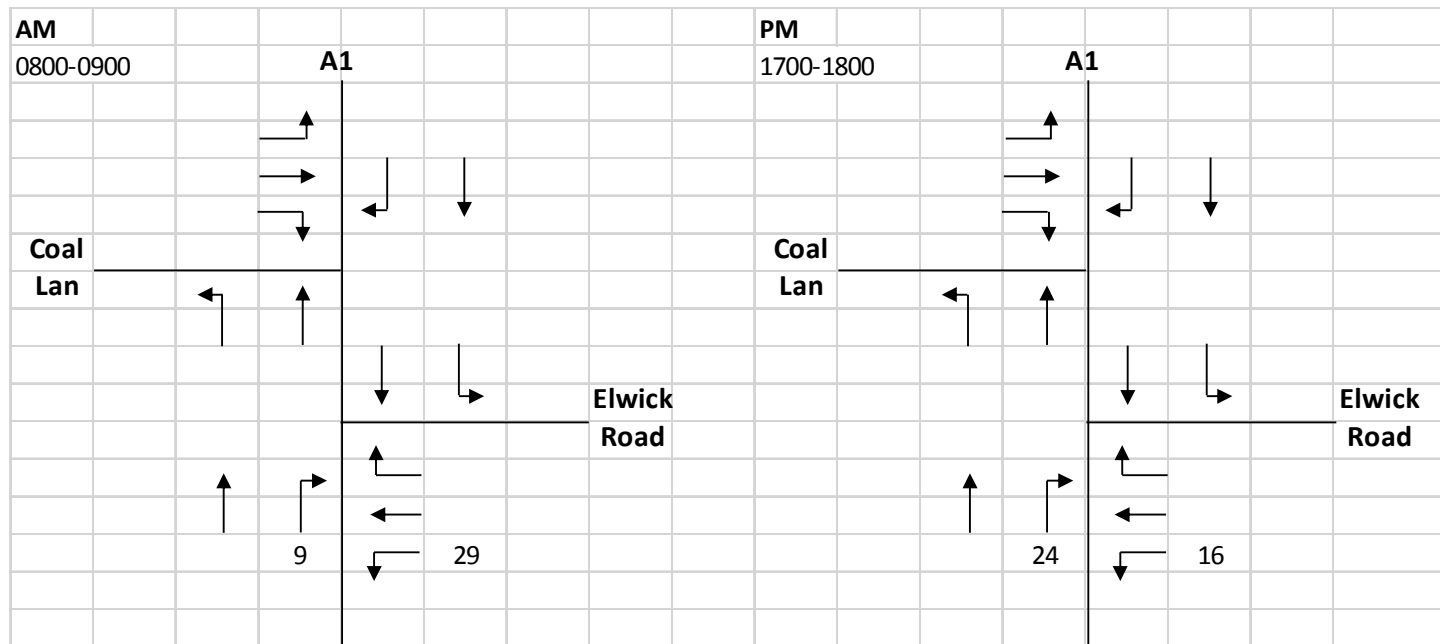 AM
0800-0900
A1
Coal
Lan
Elwick
Road
9
29
PM
1700-1800
A1
Coal
Lan
Elwick
Road
24
16